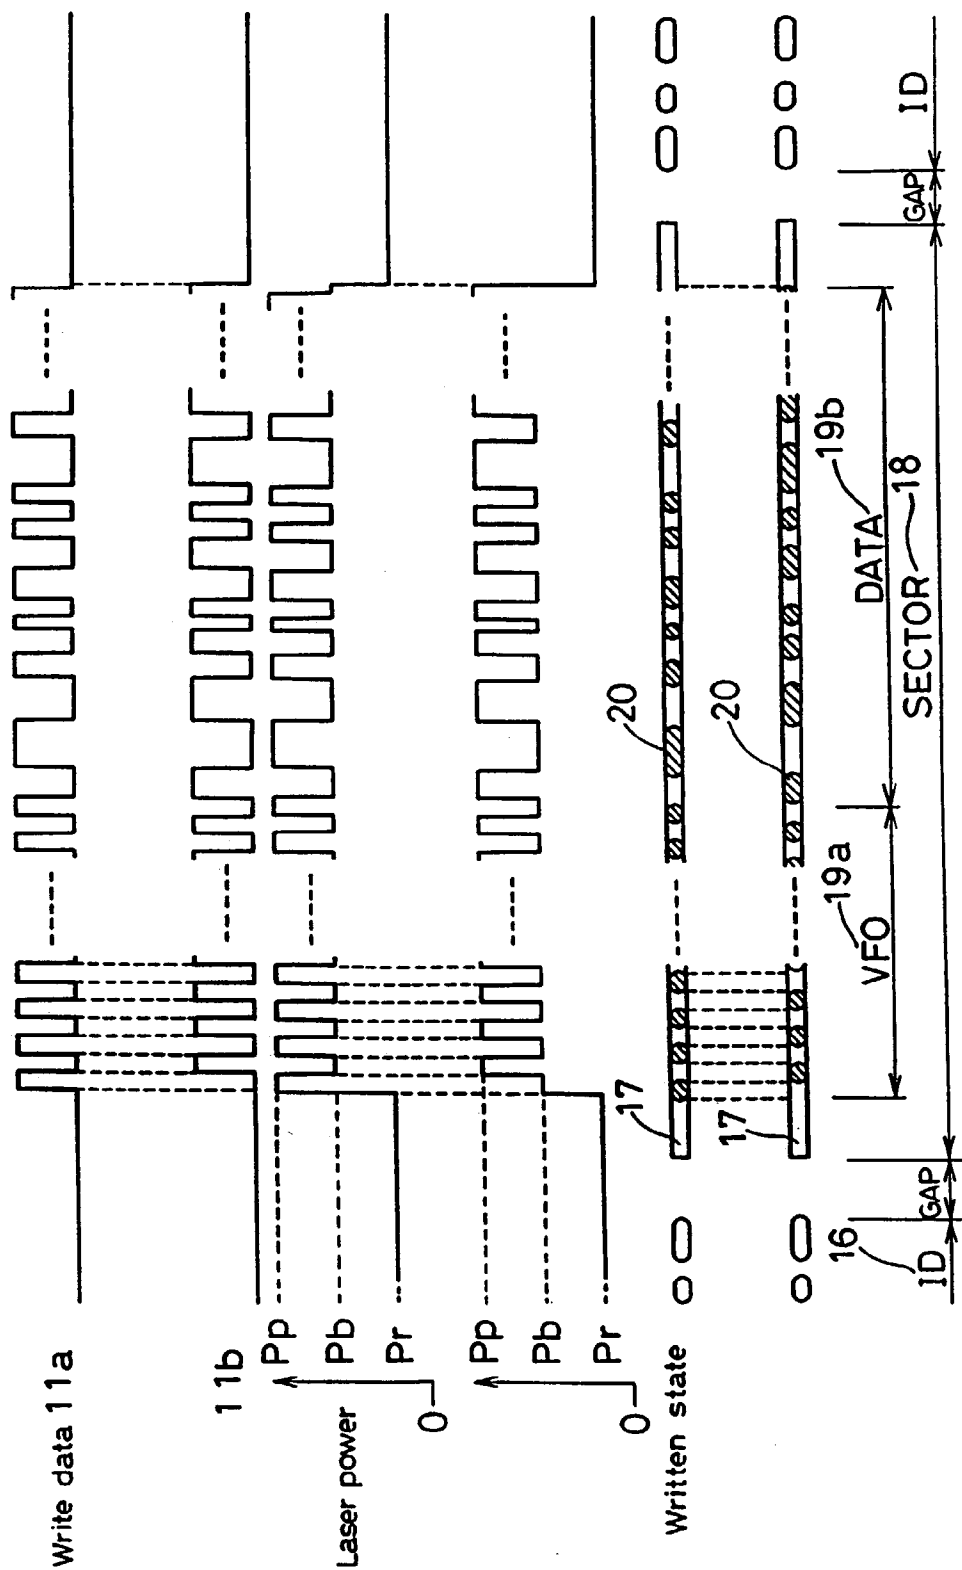 Write data 11a
11b
Laser power
Pp
Pb
Pr
0
Pp
Pb
Pr
0
Written state
17
20
17
20
16
ID
GAP
VFO
19a
DATA
19b
SECTOR
18
GAP
ID